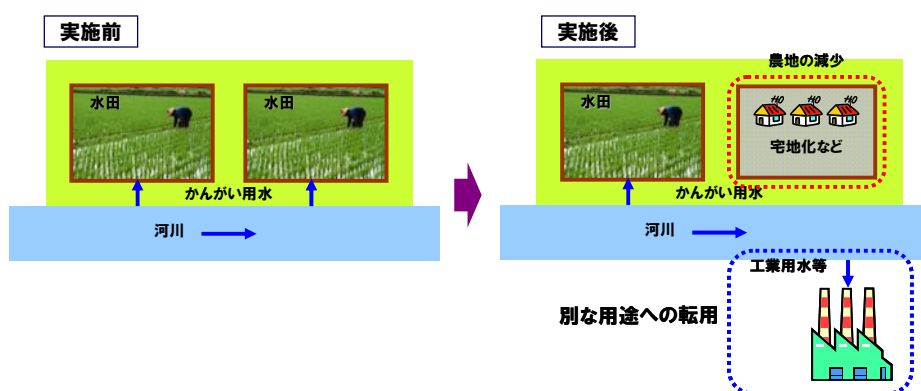 実施前
水田
水田
かんがい用水
河川
実施後
農地の減少
水田
宅地化など
かんがい用水
河川
工業用水等
別な用途への転用